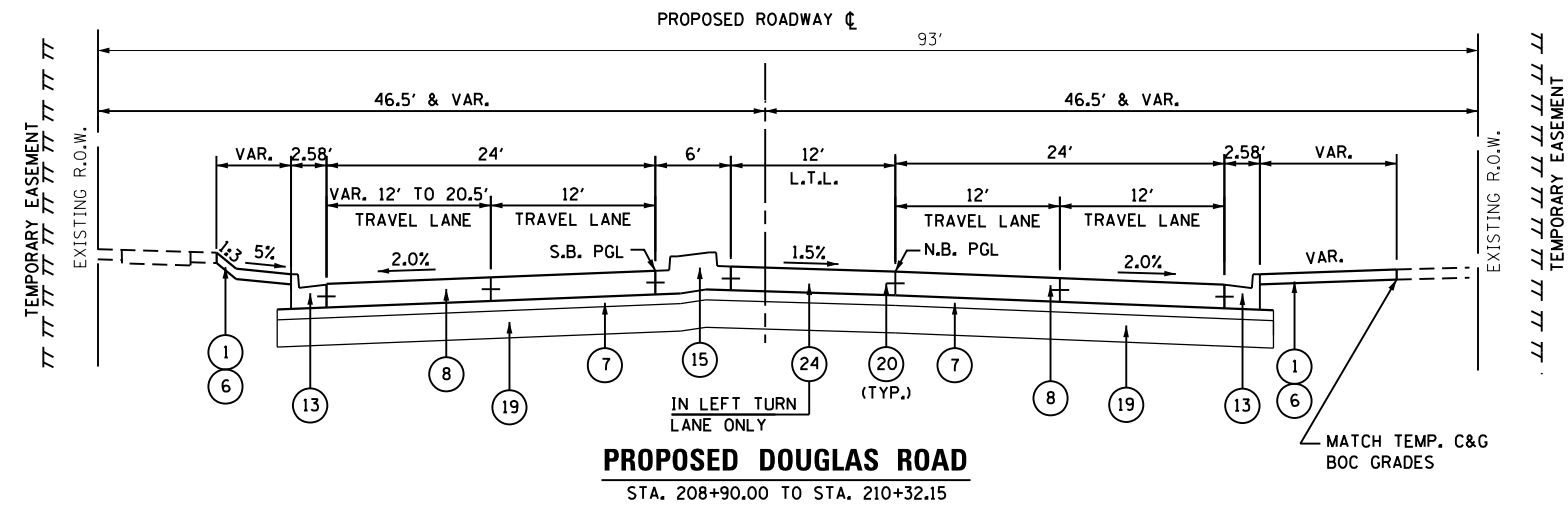 PROPOSED ROADWAY ℄
93'
46.5' & VAR.
46.5' & VAR.
TEMPORARY EASEMENT
EXISTING R.O.W.
EXISTING R.O.W.
TEMPORARY EASEMENT
VAR.
2.58'
24'
6'
12'
24'
2.58'
VAR.
L.T.L.
VAR. 12' TO 20.5'
12'
12'
12'
TRAVEL LANE
TRAVEL LANE
TRAVEL LANE
TRAVEL LANE
1:3
5%
2.0%
S.B. PGL
1.5%
N.B. PGL
2.0%
VAR.
1
6
13
8
19
7
15
24
20
(TYP.)
7
8
19
13
1
6
IN LEFT TURN
LANE ONLY
MATCH TEMP. C&G
BOC GRADES
PROPOSED DOUGLAS ROAD
STA. 208+90.00 TO STA. 210+32.15